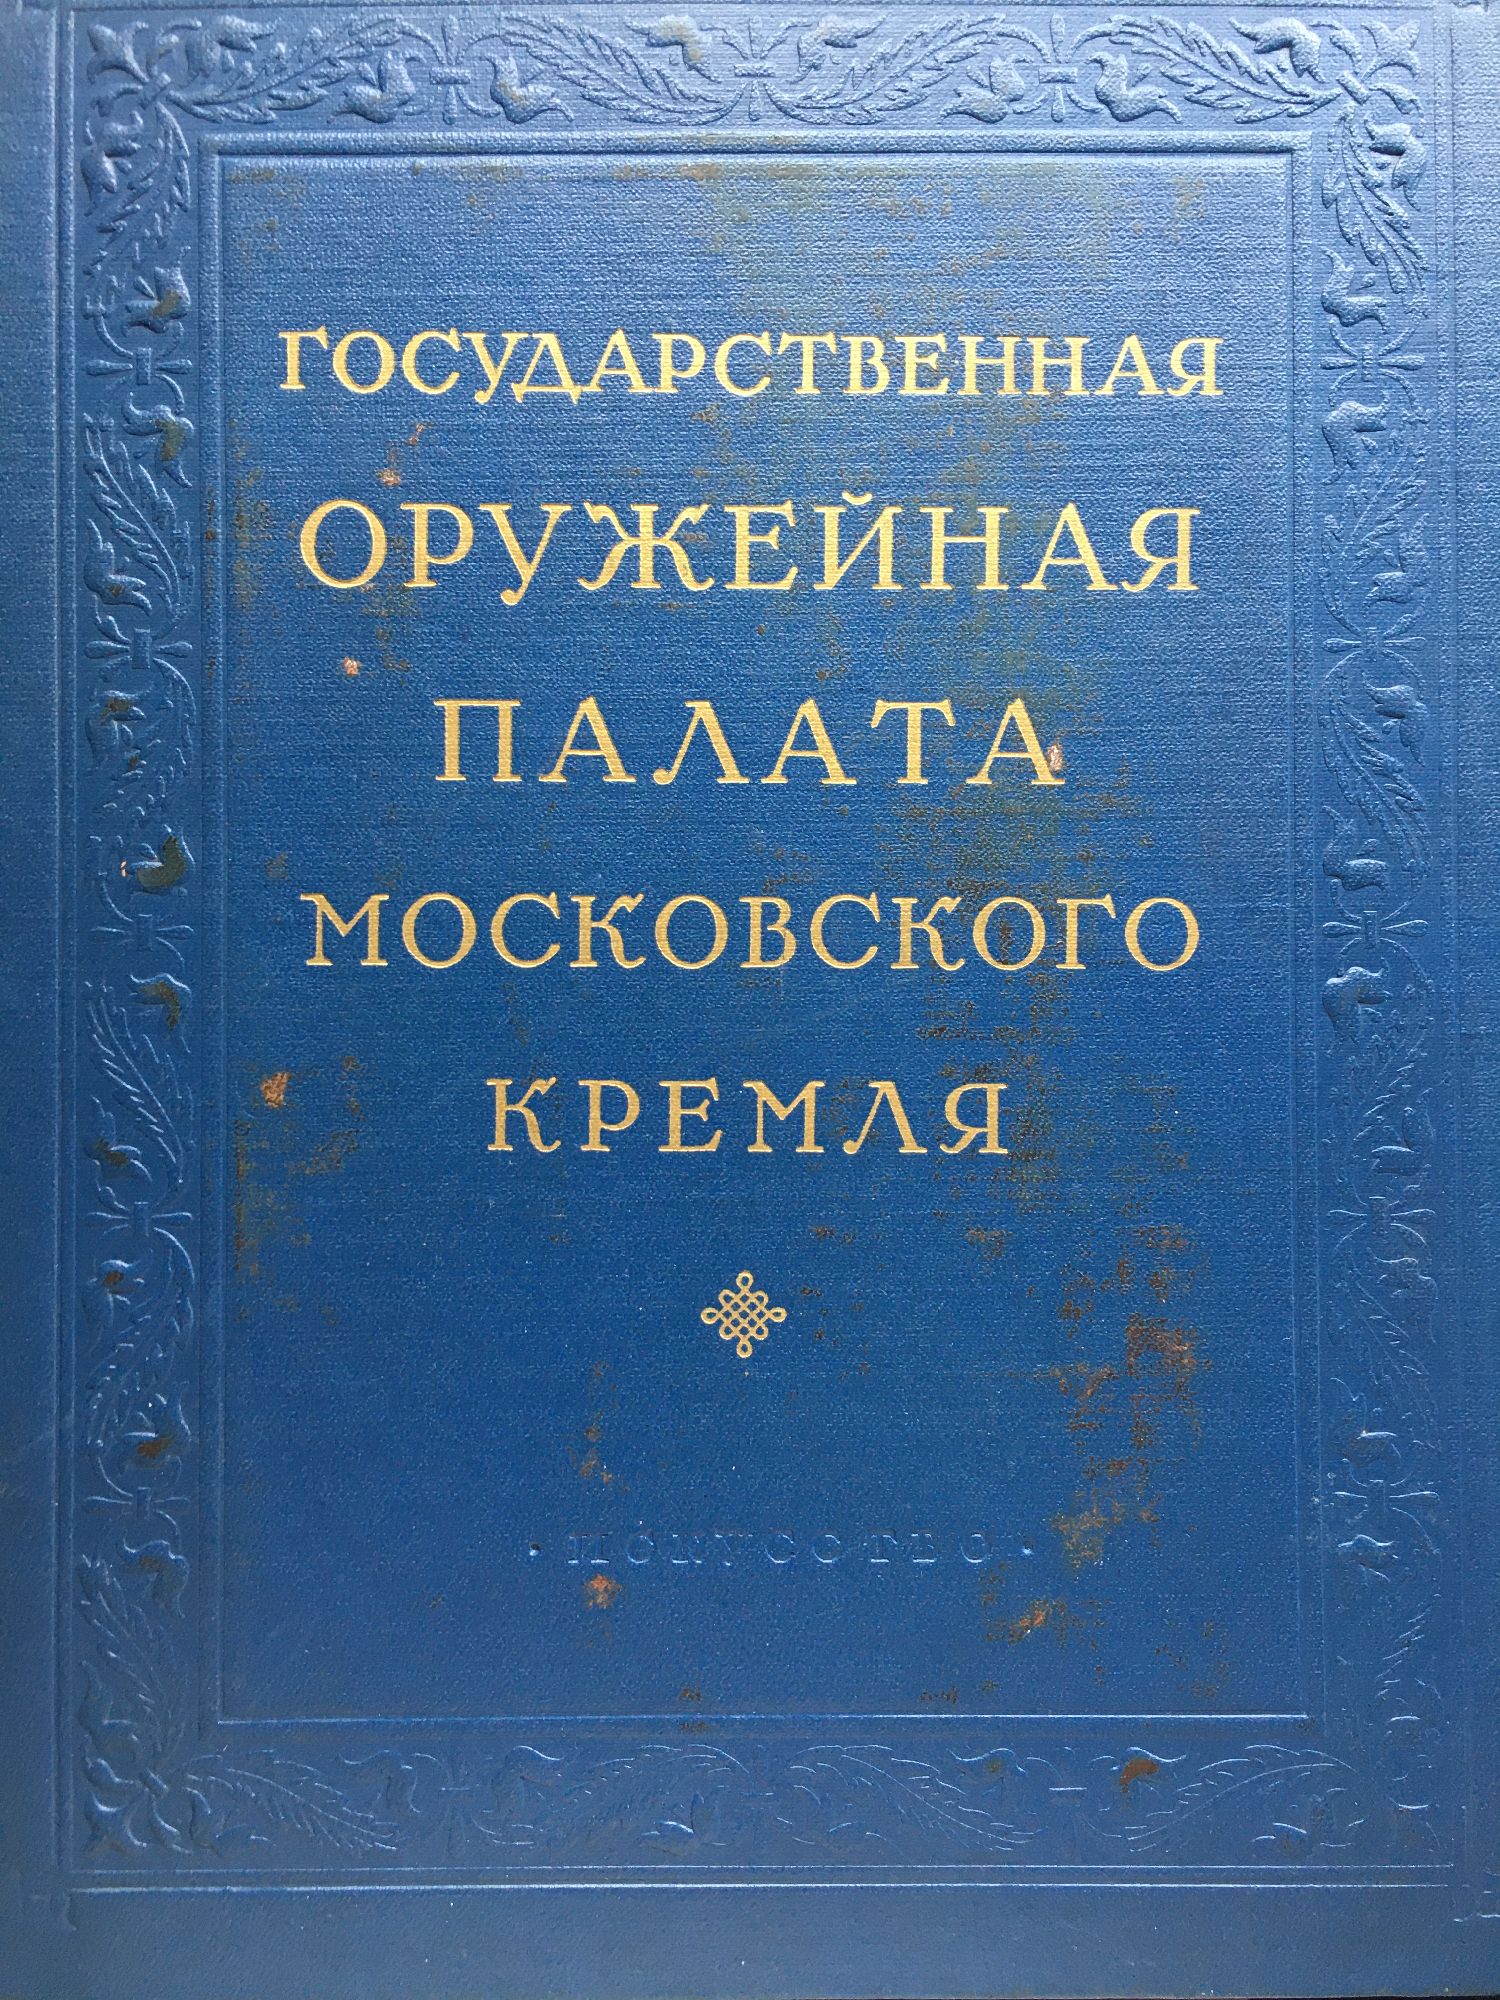 ГОСУДАРСТВЕННАЯ
ОРУЖЕЙНАЯ
ПАЛАТА
МОСКОВСКОГО
КРЕМЛЯ
· ИСКУССТВО ·